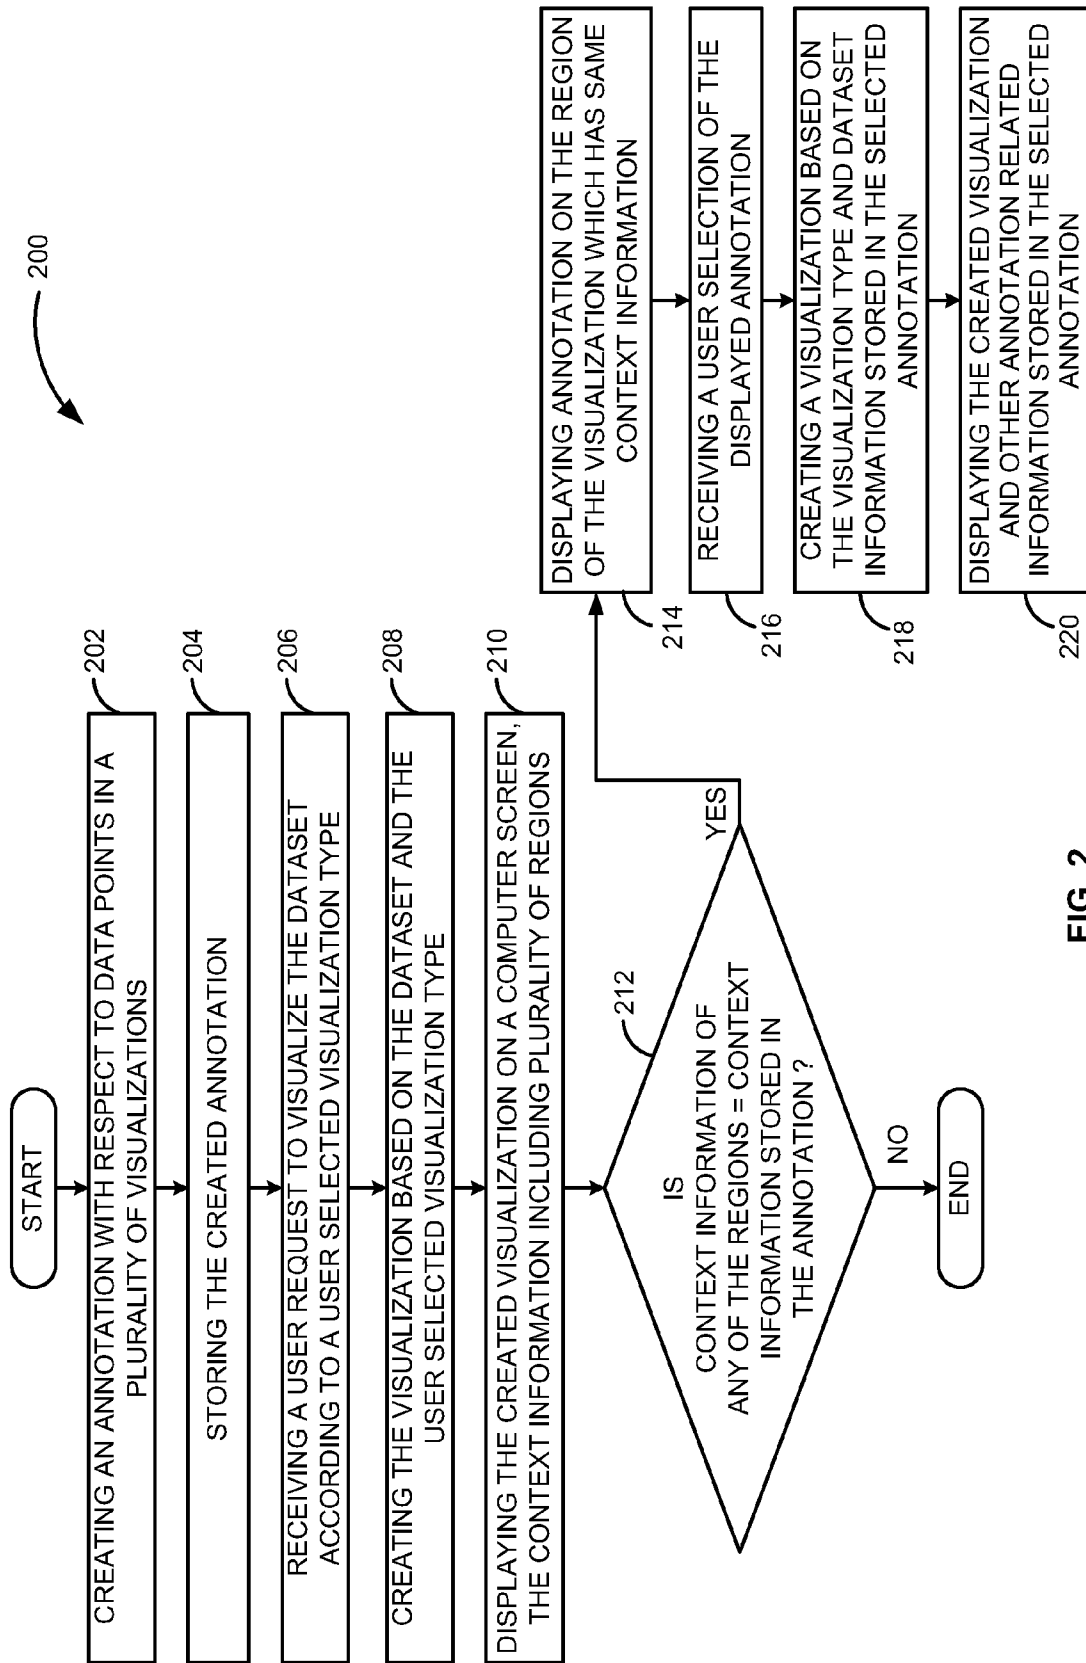 200
START
CREATING AN ANNOTATION WITH RESPECT TO DATA POINTS IN A
PLURALITY OF VISUALIZATIONS
202
STORING THE CREATED ANNOTATION
204
RECEIVING A USER REQUEST TO VISUALIZE THE DATASET
ACCORDING TO A USER SELECTED VISUALIZATION TYPE
206
CREATING THE VISUALIZATION BASED ON THE DATASET AND THE
USER SELECTED VISUALIZATION TYPE
208
DISPLAYING THE CREATED VISUALIZATION ON A COMPUTER SCREEN,
THE CONTEXT INFORMATION INCLUDING PLURALITY OF REGIONS
210
212
IS
CONTEXT INFORMATION OF
ANY OF THE REGIONS = CONTEXT
INFORMATION STORED IN
THE ANNOTATION ?
YES
NO
END
DISPLAYING ANNOTATION ON THE REGION
OF THE VISUALIZATION WHICH HAS SAME
CONTEXT INFORMATION
214
RECEIVING A USER SELECTION OF THE
DISPLAYED ANNOTATION
216
CREATING A VISUALIZATION BASED ON
THE VISUALIZATION TYPE AND DATASET
INFORMATION STORED IN THE SELECTED
ANNOTATION
218
DISPLAYING THE CREATED VISUALIZATION
AND OTHER ANNOTATION RELATED
INFORMATION STORED IN THE SELECTED
ANNOTATION
220
FIG. 2